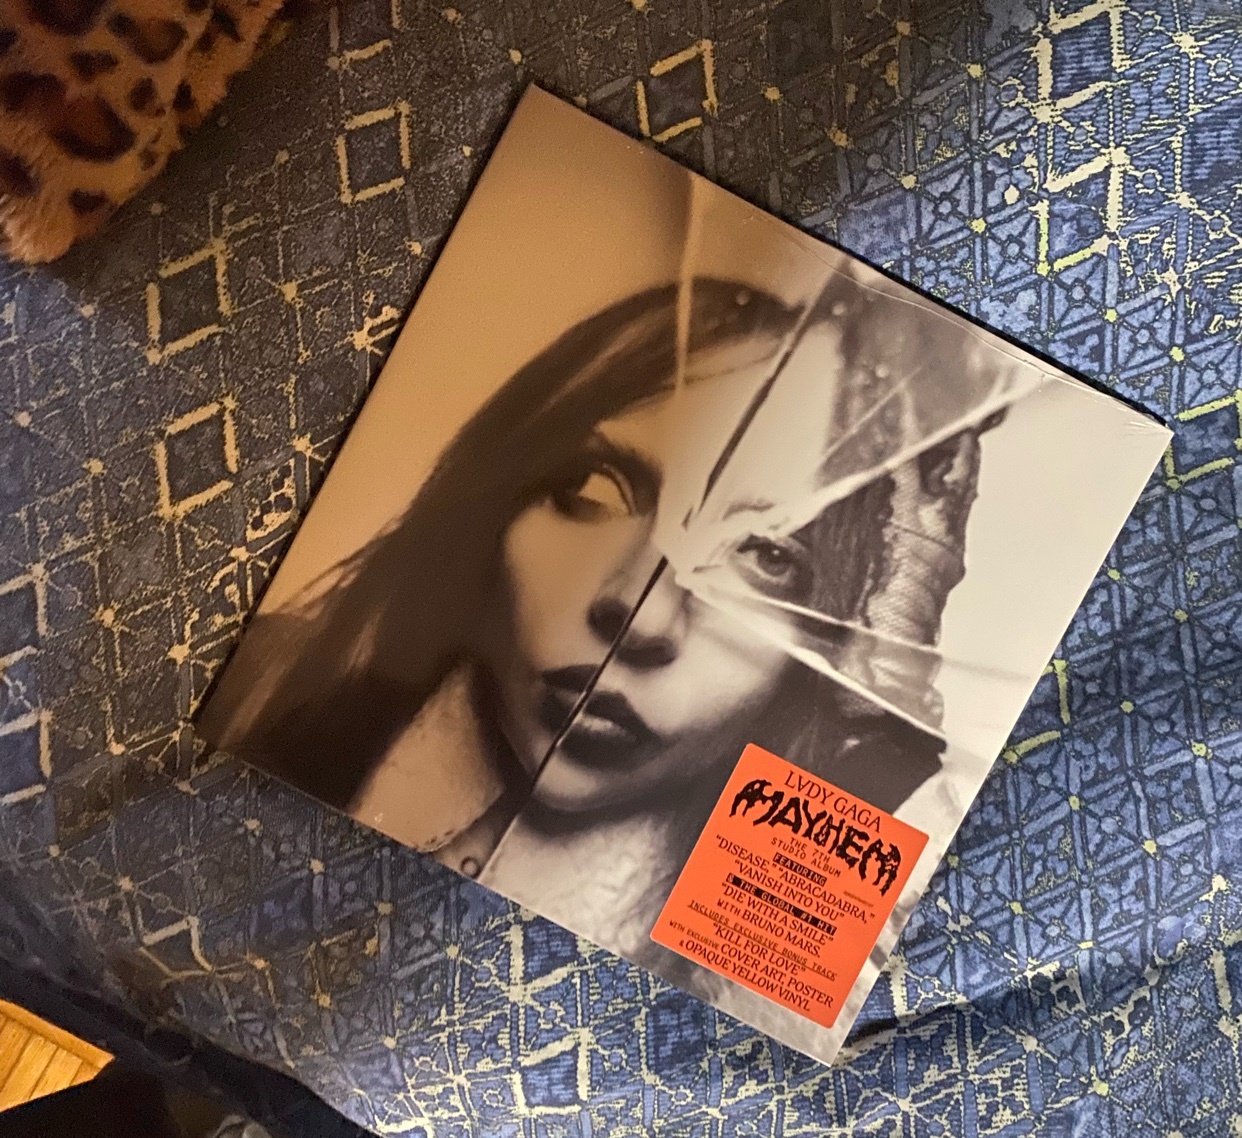 LVDY GAGA
MAYHEM
THE 7TH
STUDIO ALBUM
FEATURING
"DISEASE," "ABRACADABRA,"
"VANISH INTO YOU"
& THE GLOBAL #1 HIT
"DIE WITH A SMILE"
WITH BRUNO MARS.
INCLUDES EXCLUSIVE BONUS TRACK
"KILL FOR LOVE"
WITH EXCLUSIVE COVER ART, POSTER
& OPAQUE YELLOW VINYL